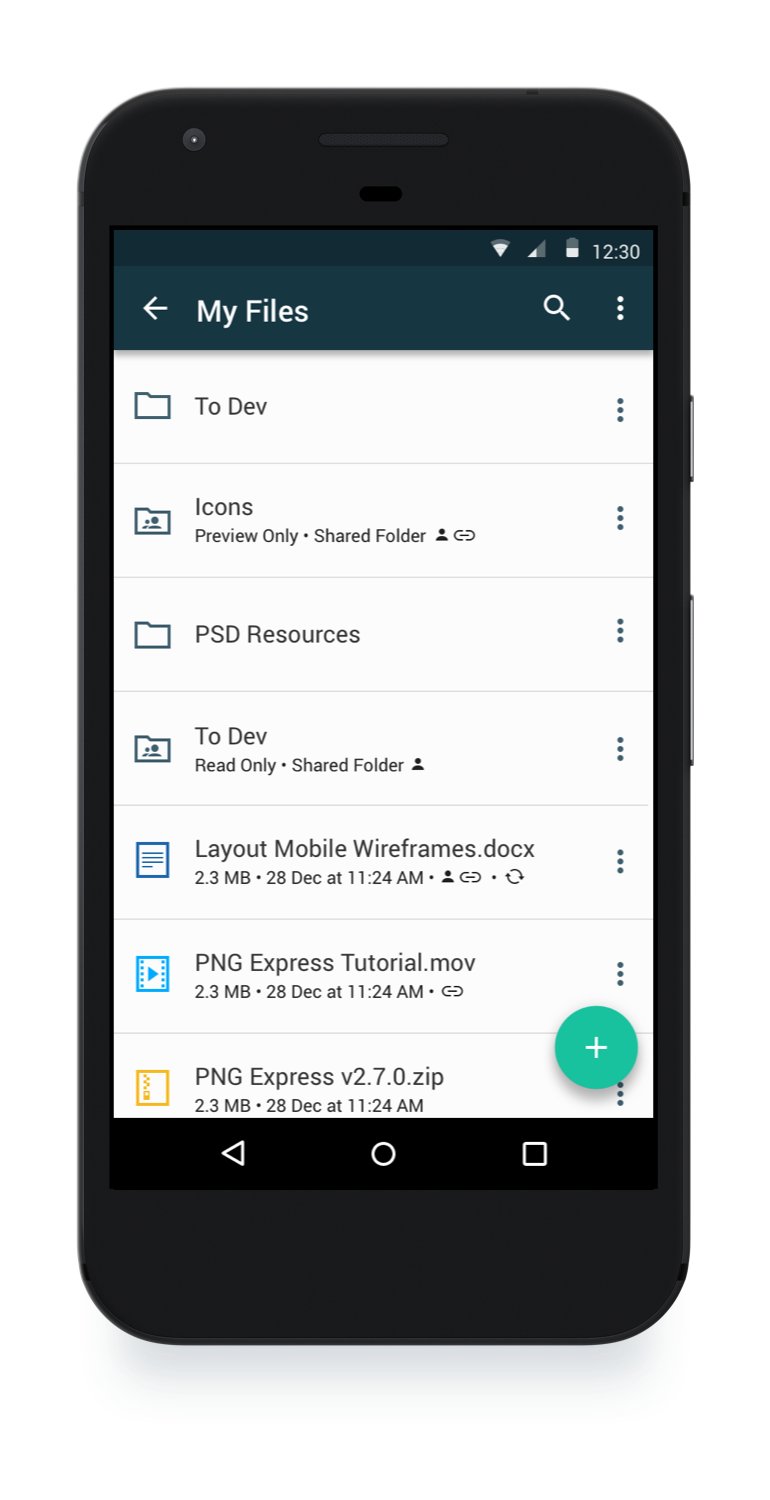 12:30
My Files
To Dev
Icons
Preview Only • Shared Folder
PSD Resources
To Dev
Read Only • Shared Folder
Layout Mobile Wireframes.docx
2.3 MB • 28 Dec at 11:24 AM • •
PNG Express Tutorial.mov
2.3 MB • 28 Dec at 11:24 AM •
PNG Express v2.7.0.zip
2.3 MB • 28 Dec at 11:24 AM